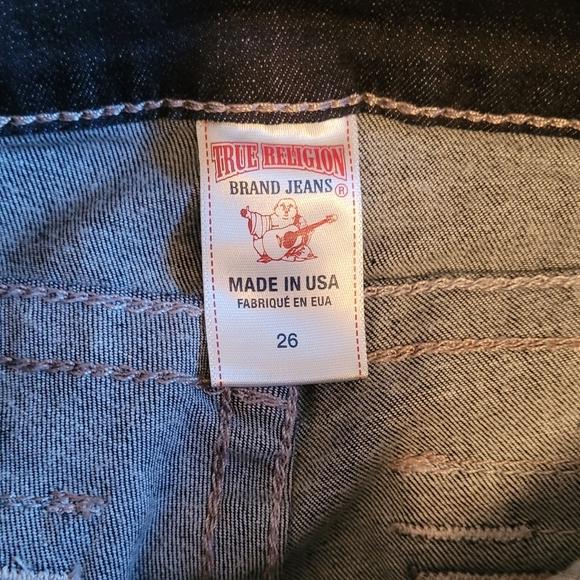 TRUE RELIGION
BRAND JEANS ®
MADE IN USA
FABRIQUÉ EN EUA
26